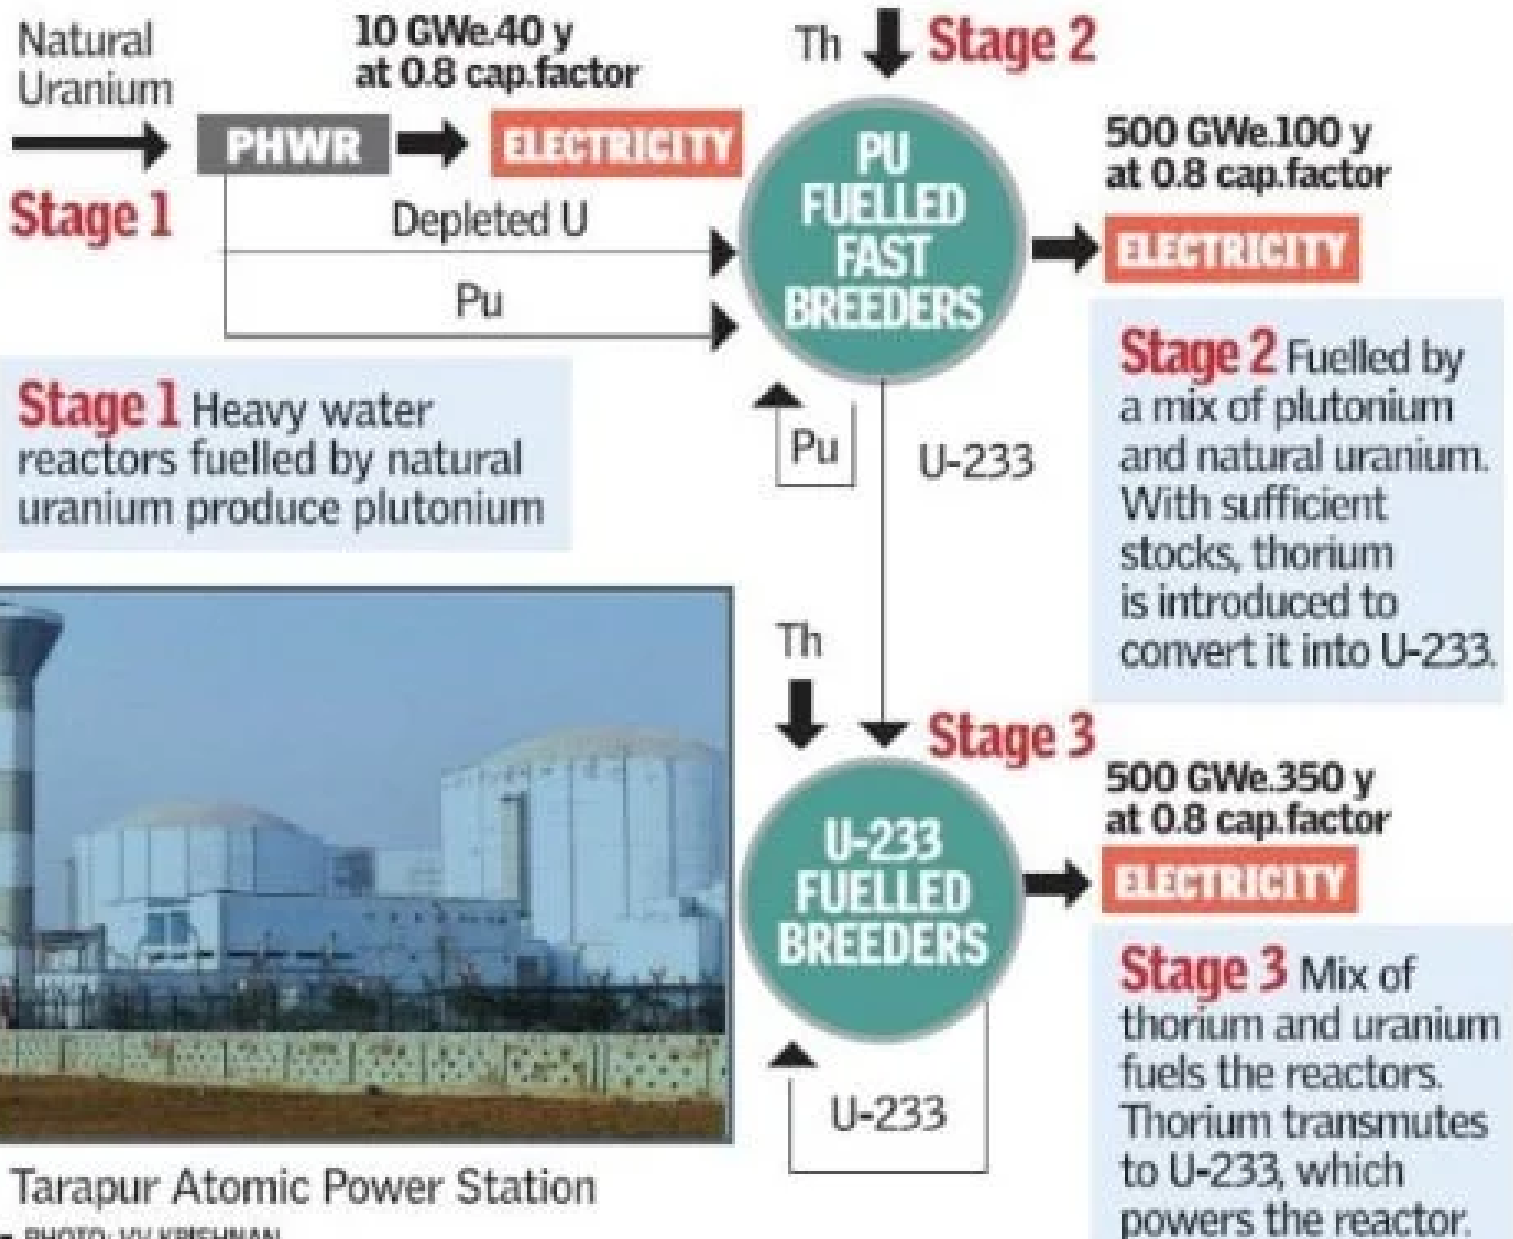 Natural
Uranium
10 GWe.40 y
at 0.8 cap.factor
PHWR
ELECTRICITY
Stage 1
Depleted U
Pu
Stage 1 Heavy water
reactors fuelled by natural
uranium produce plutonium
Th
Stage 2
PU
FUELLED
FAST
BREEDERS
500 GWe.100 y
at 0.8 cap.factor
ELECTRICITY
Stage 2 Fuelled by
a mix of plutonium
and natural uranium.
With sufficient
stocks, thorium
is introduced to
convert it into U-233.
Pu
U-233
Th
Stage 3
U-233
FUELLED
BREEDERS
500 GWe.350 y
at 0.8 cap.factor
ELECTRICITY
Stage 3 Mix of
thorium and uranium
fuels the reactors.
Thorium transmutes
to U-233, which
powers the reactor.
U-233
Tarapur Atomic Power Station
PHOTO: VV KRISHNAN